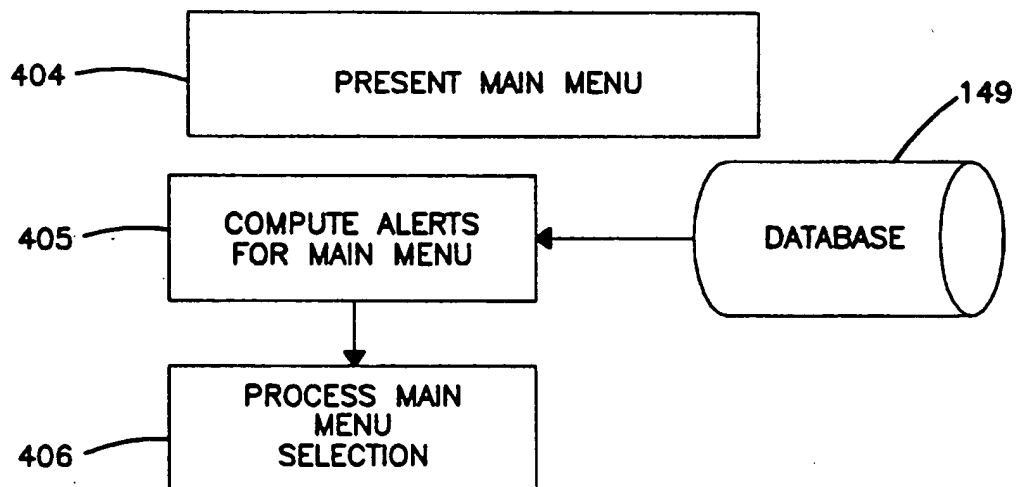 404
PRESENT MAIN MENU
149
405
COMPUTE ALERTS
FOR MAIN MENU
DATABASE
406
PROCESS MAIN
MENU
SELECTION